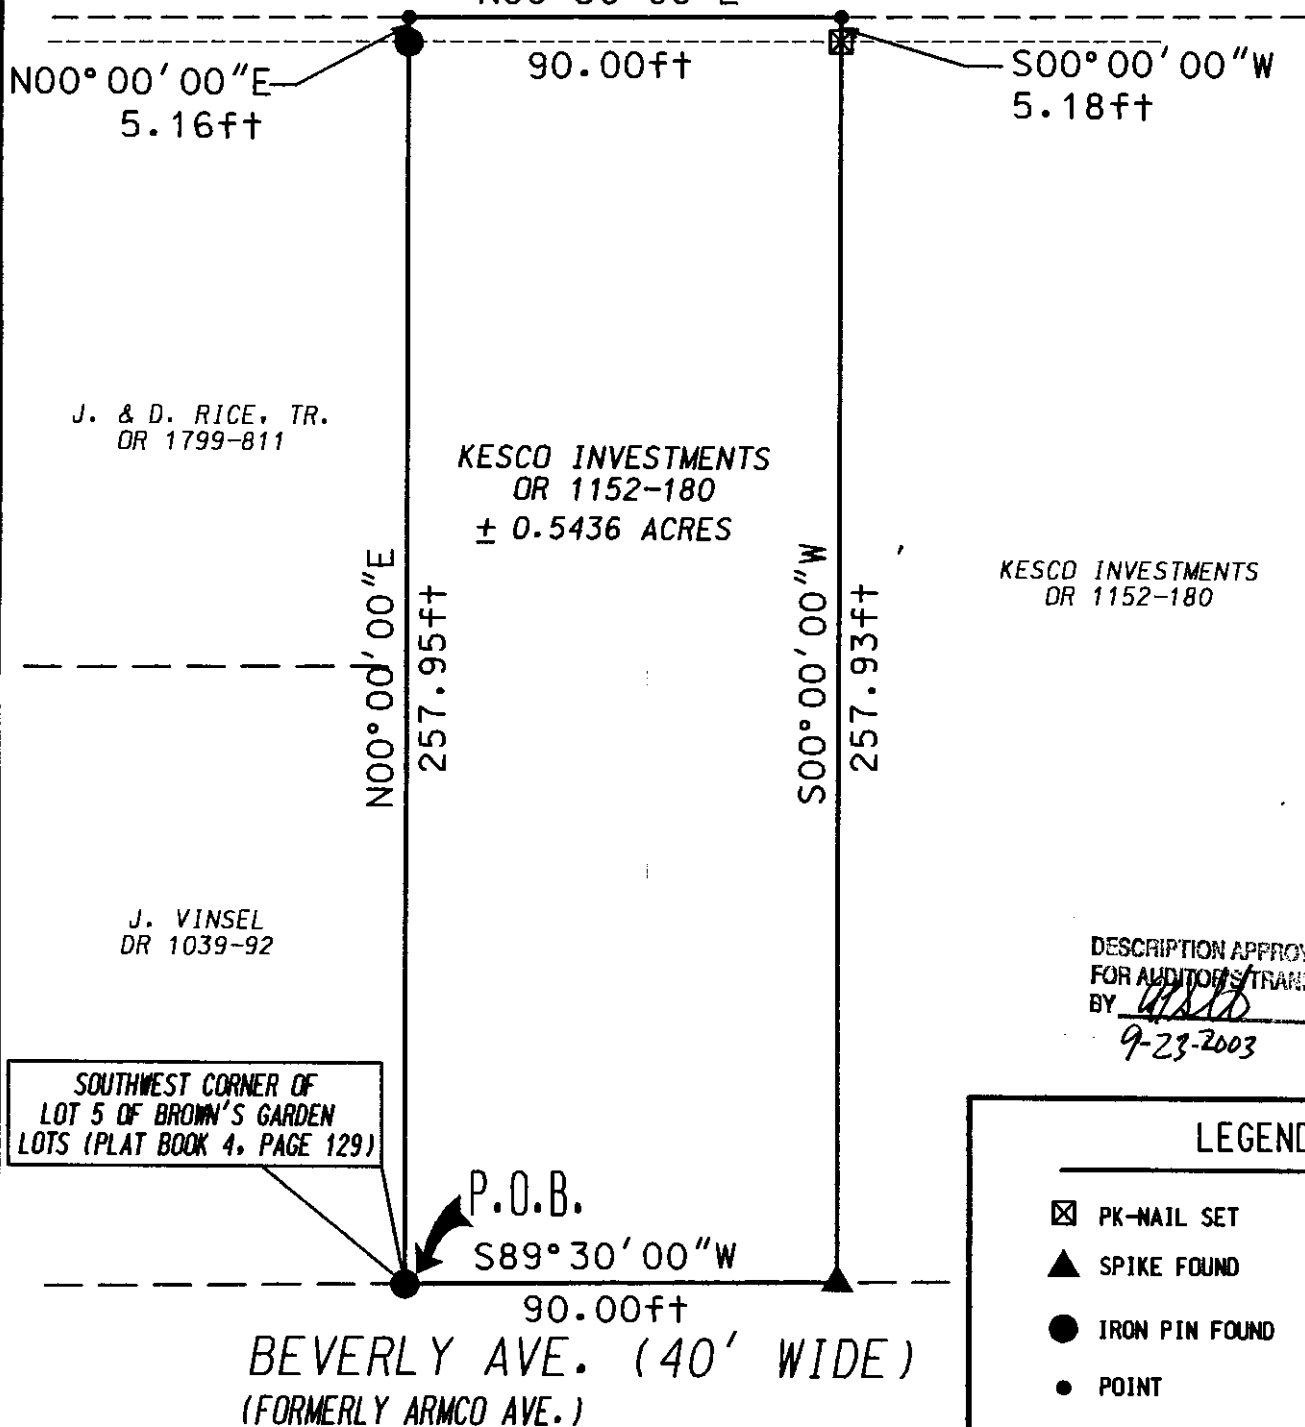 90.00ft
N00°00'00"E
5.16ft
S00°00'00"W
5.18ft
J. & D. RICE, TR.
OR 1799-811
KESCO INVESTMENTS
OR 1152-180
± 0.5436 ACRES
KESCO INVESTMENTS
OR 1152-180
N00°00'00"E
257.95ft
S00°00'00"W
257.93ft
J. VINSEL
DR 1039-92
DESCRIPTION APPROV
FOR AUDITOR'S TRAN
BY
9-23-2003
SOUTHWEST CORNER OF
LOT 5 OF BROWN'S GARDEN
LOTS (PLAT BOOK 4, PAGE 129)
P.O.B.
S89°30'00"W
90.00ft
BEVERLY AVE. (40' WIDE)
(FORMERLY ARMCO AVE.)
LEGEND
PK-NAIL SET
SPIKE FOUND
IRON PIN FOUND
POINT